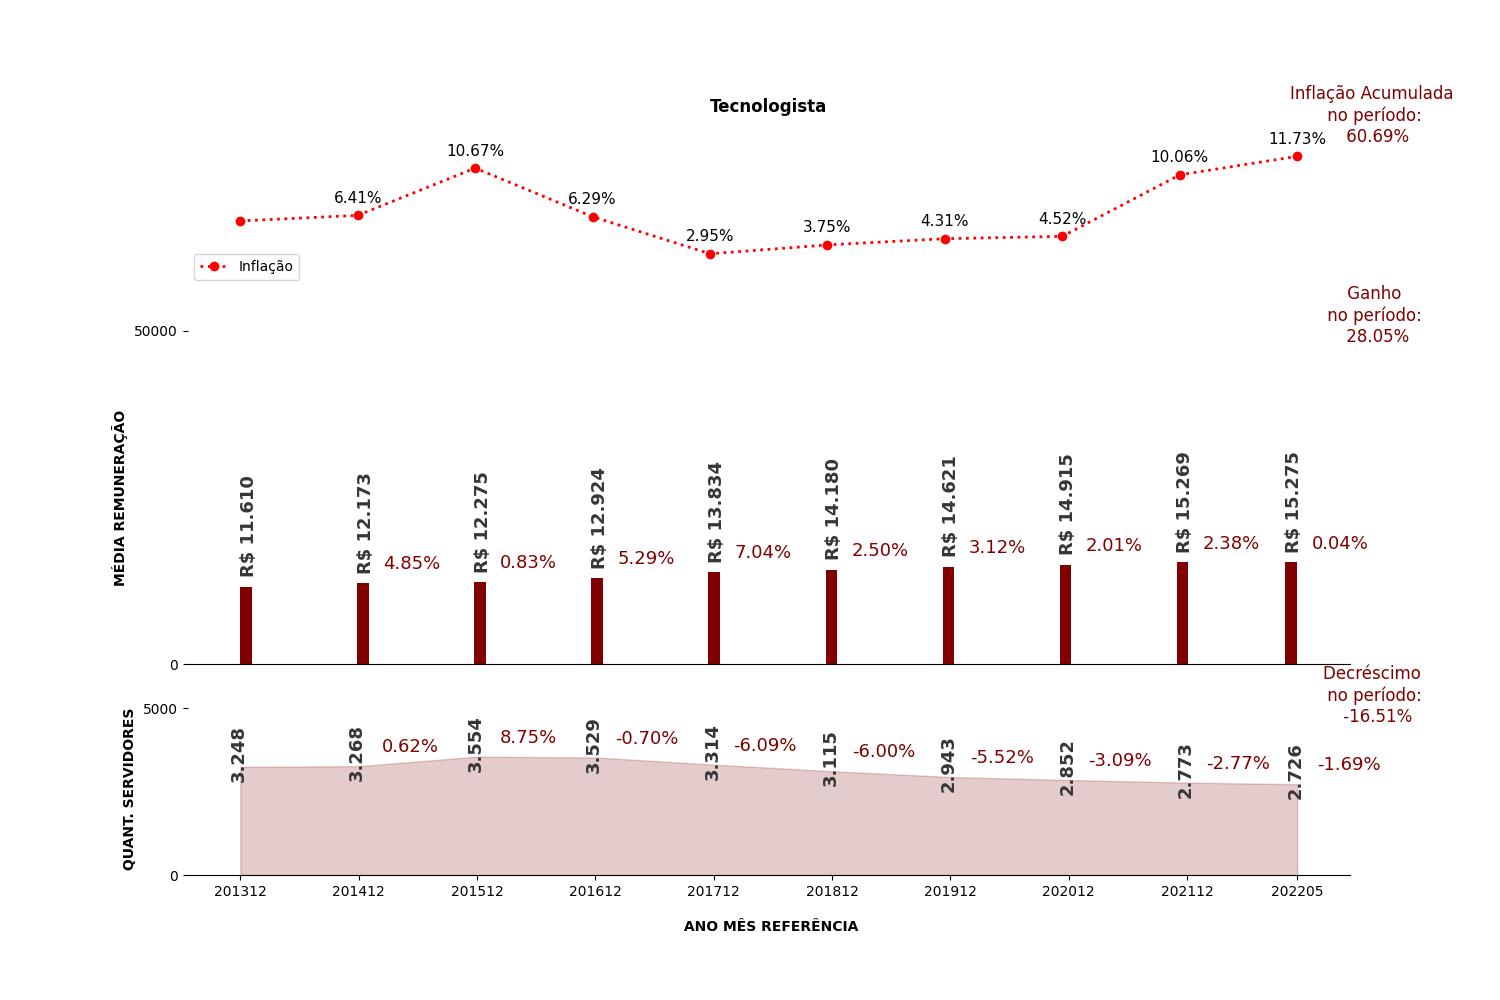 Tecnologista
Inflação Acumulada
no período:
60.69%
6.41%
10.67%
6.29%
2.95%
3.75%
4.31%
4.52%
10.06%
11.73%
Inflação
Ganho
no período:
28.05%
50000
0
MÉDIA REMUNERAÇÃO
R$ 11.610
R$ 12.173
R$ 12.275
R$ 12.924
R$ 13.834
R$ 14.180
R$ 14.621
R$ 14.915
R$ 15.269
R$ 15.275
4.85%
0.83%
5.29%
7.04%
2.50%
3.12%
2.01%
2.38%
0.04%
Decréscimo
no período:
-16.51%
5000
0
QUANT. SERVIDORES
3.248
3.268
3.554
3.529
3.314
3.115
2.943
2.852
2.773
2.726
0.62%
8.75%
-0.70%
-6.09%
-6.00%
-5.52%
-3.09%
-2.77%
-1.69%
201312
201412
201512
201612
201712
201812
201912
202012
202112
202205
ANO MÊS REFERÊNCIA